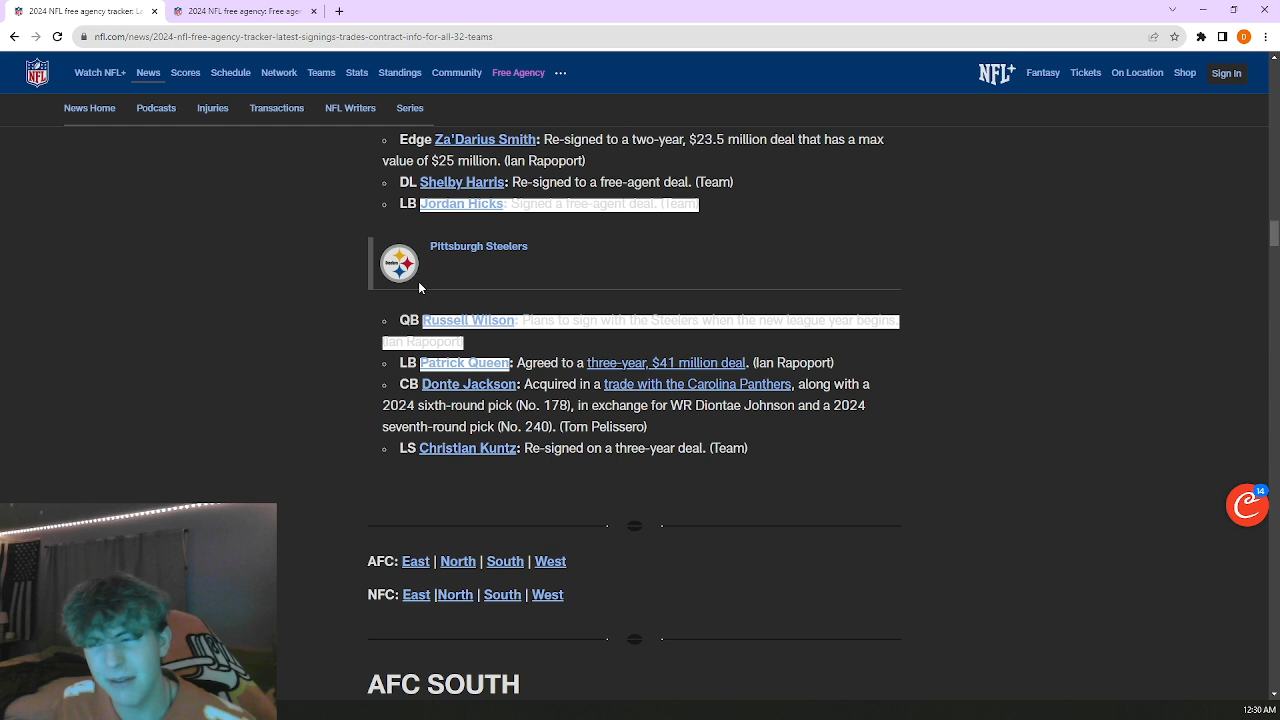 2024 NFL free agency tracker: La
2024 NFL free agency: Free age
nfl.com/news/2024-nfl-free-agency-tracker-latest-signings-trades-contract-info-for-all-32-teams
D
NFL
Watch NFL+ News Scores Schedule Network Teams Stats Standings Community Free Agency
NFL+ Fantasy Tickets On Location Shop Sign In
News Home Podcasts Injuries Transactions NFL Writers Series
Edge Za'Darius Smith: Re-signed to a two-year, $23.5 million deal that has a max
value of $25 million. (Ian Rapoport)
DL Shelby Harris: Re-signed to a free-agent deal. (Team)
LB Jordan Hicks: Signed a free-agent deal. (Team)
Pittsburgh Steelers
Steelers
QB Russell Wilson: Plans to sign with the Steelers when the new league year begins.
(Ian Rapoport)
LB Patrick Queen: Agreed to a three-year, $41 million deal. (Ian Rapoport)
CB Donte Jackson: Acquired in a trade with the Carolina Panthers, along with a
2024 sixth-round pick (No. 178), in exchange for WR Diontae Johnson and a 2024
seventh-round pick (No. 240). (Tom Pelissero)
LS Christian Kuntz: Re-signed on a three-year deal. (Team)
14
AFC: East | North | South | West
NFC: East |North | South | West
AFC SOUTH
12:30 AM